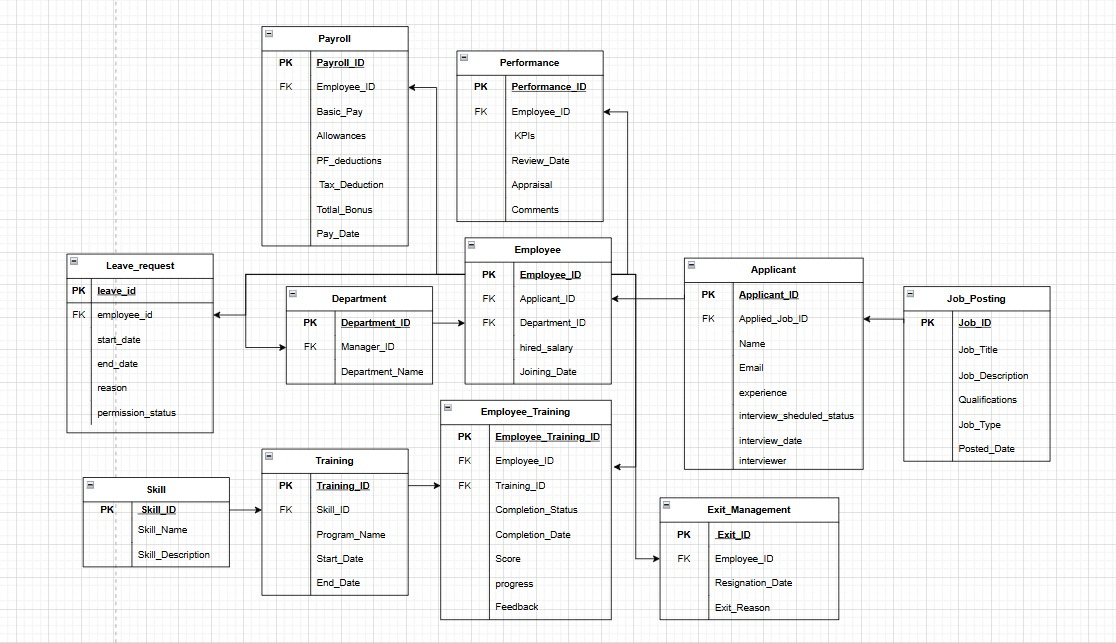 Payroll
PK Payroll_ID
FK Employee_ID
Basic_Pay
Allowances
PF_deductions
Tax_Deduction
Totlal_Bonus
Pay_Date
Performance
PK Performance_ID
FK Employee_ID
KPIs
Review_Date
Appraisal
Comments
Leave_request
PK leave_id
FK employee_id
start_date
end_date
reason
permission_status
Department
PK Department_ID
FK Manager_ID
Department_Name
Employee
PK Employee_ID
FK Applicant_ID
FK Department_ID
hired_salary
Joining_Date
Applicant
PK Applicant_ID
FK Applied_Job_ID
Name
Email
experience
interview_sheduled_status
interview_date
interviewer
Job_Posting
PK Job_ID
Job_Title
Job_Description
Qualifications
Job_Type
Posted_Date
Skill
PK Skill_ID
Skill_Name
Skill_Description
Training
PK Training_ID
FK Skill_ID
Program_Name
Start_Date
End_Date
Employee_Training
PK Employee_Training_ID
FK Employee_ID
FK Training_ID
Completion_Status
Completion_Date
Score
progress
Feedback
Exit_Management
PK Exit_ID
FK Employee_ID
Resignation_Date
Exit_Reason